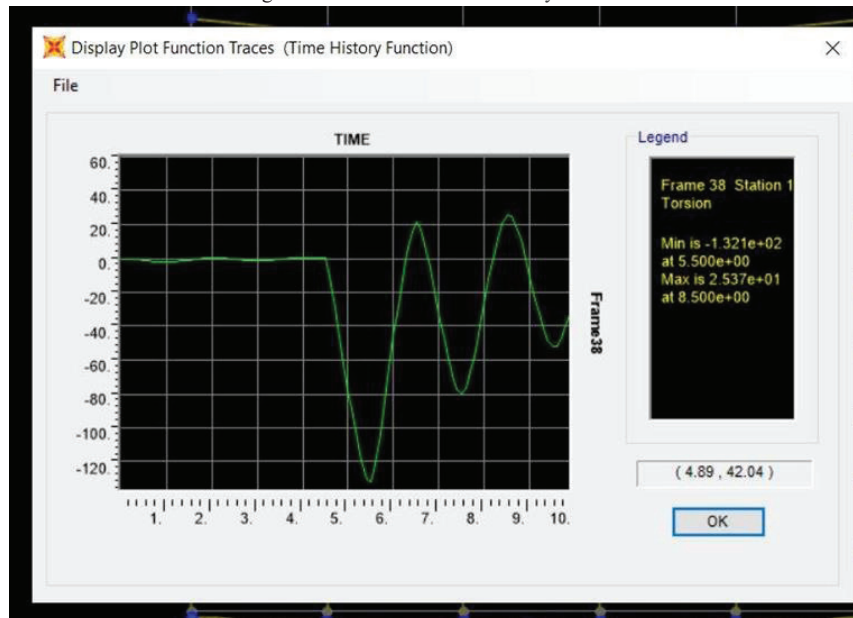 Display Plot Function Traces (Time History Function)
File
TIME
Legend
60.
40.
20.
0.
-20.
-40.
-60.
-80.
-100.
-120.
Frame38
Frame 38 Station 1
Torsion
Min is -1.321e+02
at 5.500e+00
Max is 2.537e+01
at 8.500e+00
1. 2. 3. 4. 5. 6. 7. 8. 9. 10.
( 4.89 , 42.04 )
OK